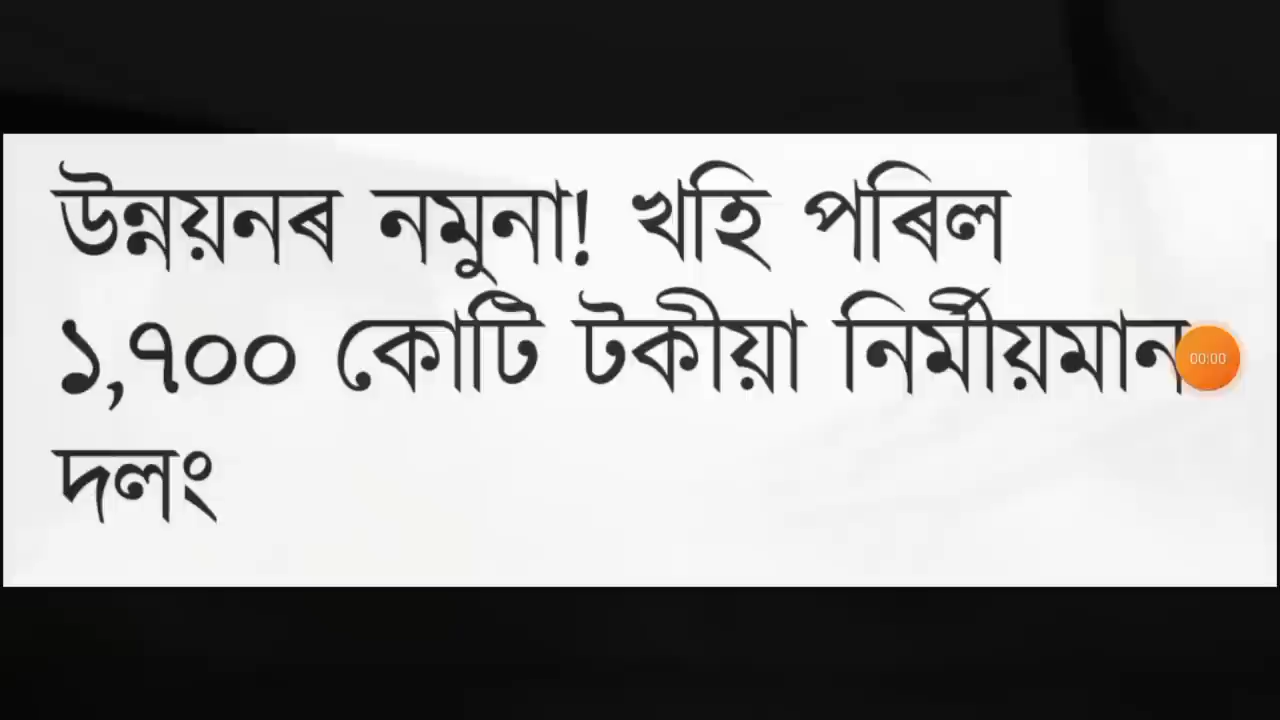 উন্নয়নৰ নমুনা! খহি পৰিল
১,৭০০ কোটি টকীয়া নিৰ্মীয়মান
দলং
00:00